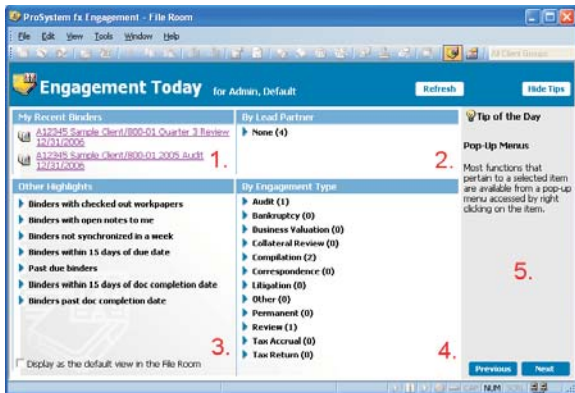 ProSystem fx Engagement - File Room
File Edit View Tools Window Help
All Client Groups
Engagement Today for Admin, Default
Refresh
Hide Tips
My Recent Binders
A12345 Sample Client/800-01 Quarter 3 Review
12/31/2006
A12345 Sample Client/800-01 2005 Audit
12/31/2006
1.
By Lead Partner
None (4)
2.
Other Highlights
Binders with checked out workpapers
Binders with open notes to me
Binders not synchronized in a week
Binders within 15 days of due date
Past due binders
Binders within 15 days of doc completion date
Binders past doc completion date
3.
Display as the default view in the File Room
By Engagement Type
Audit (1)
Bankruptcy (0)
Business Valuation (0)
Collateral Review (0)
Compilation (2)
Correspondence (0)
Litigation (0)
Other (0)
Permanent (0)
Review (1)
Tax Accrual (0)
Tax Return (0)
4.
Tip of the Day
Pop-Up Menus
Most functions that
pertain to a selected item
are available from a pop-up
menu accessed by right
clicking on the item.
5.
Previous
Next
CAP NUM SCRL